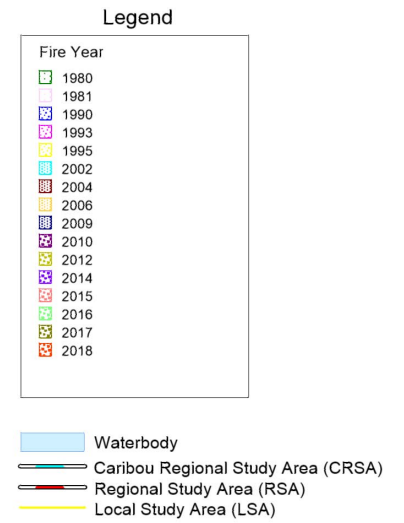 Legend
Fire Year
1980
1981
1990
1993
1995
2002
2004
2006
2009
2010
2012
2014
2015
2016
2017
2018
Waterbody
Caribou Regional Study Area (CRSA)
Regional Study Area (RSA)
Local Study Area (LSA)